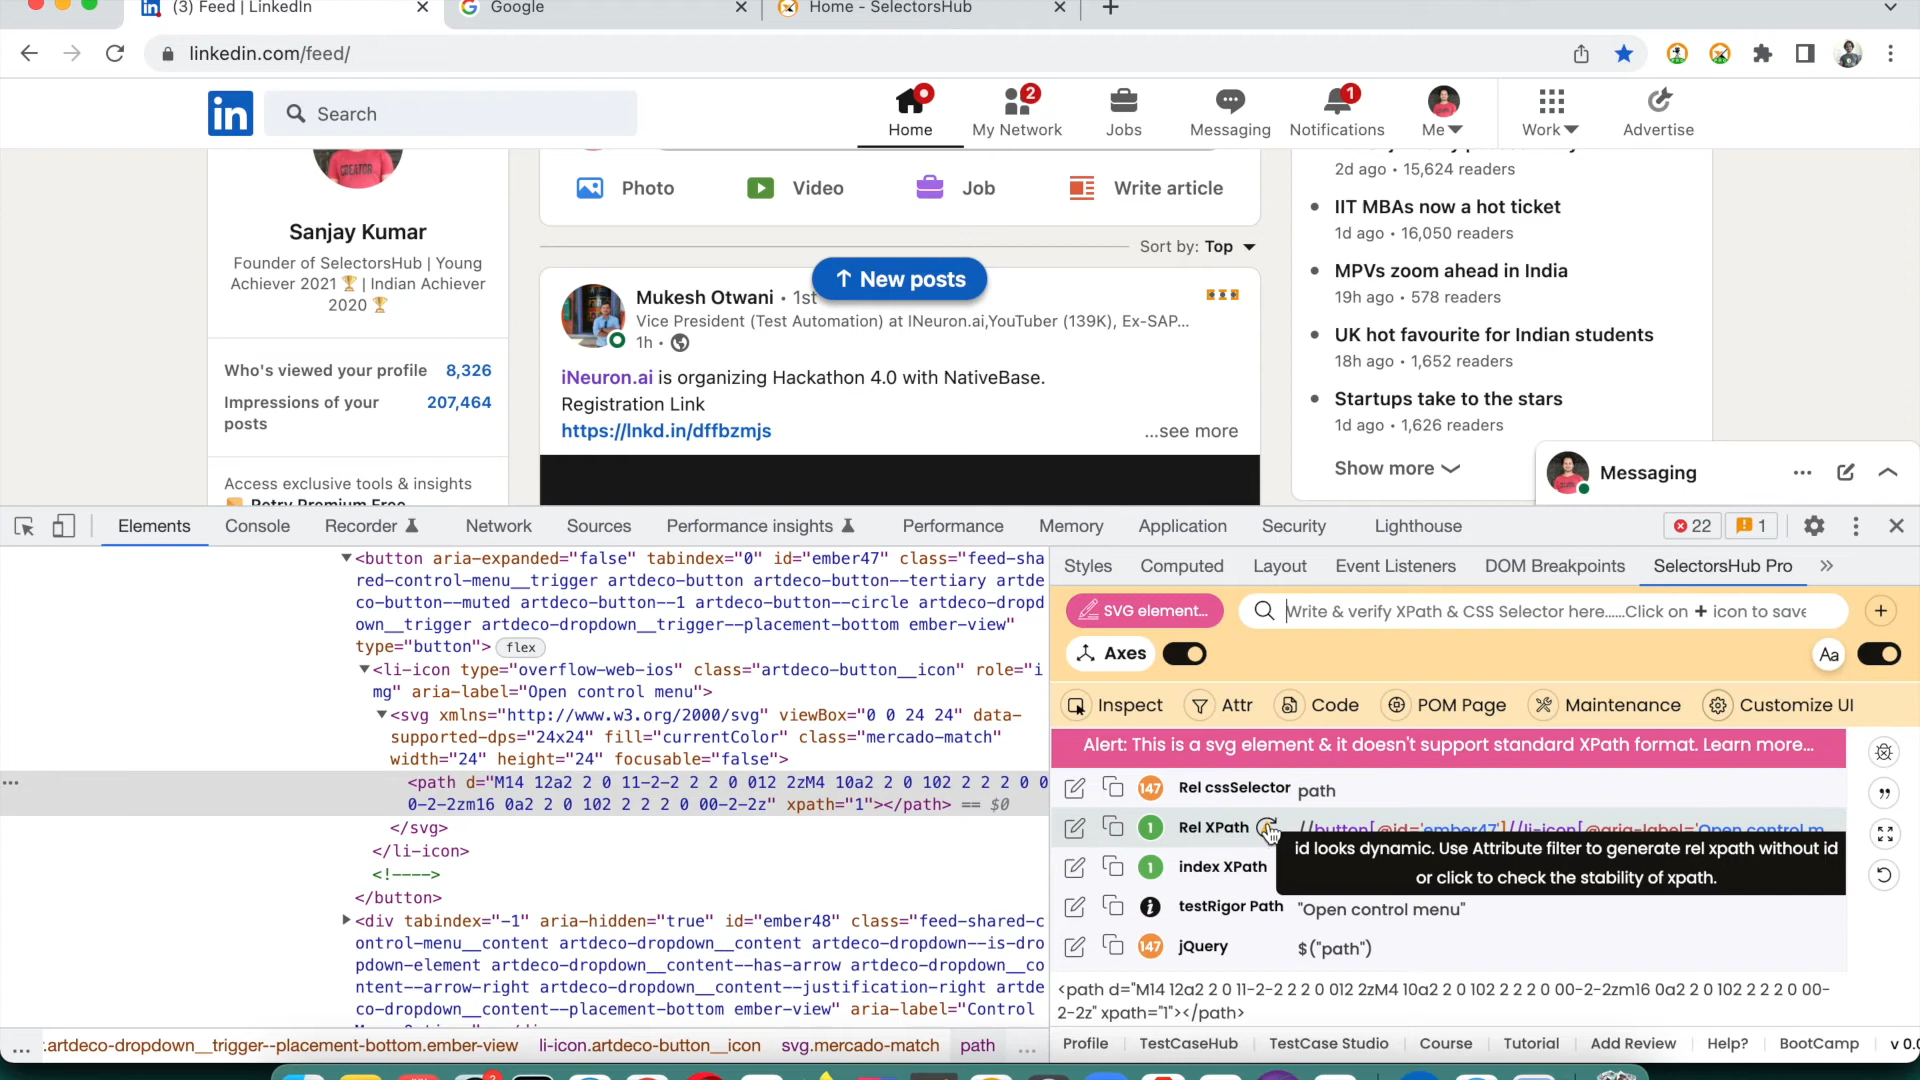 (3) Feed | LinkedIn
Google
Home - SelectorsHub
linkedin.com/feed/
in
Search
Home
2
My Network
Jobs
Messaging
1
Notifications
Me
Work
Advertise
CREATOR
Sanjay Kumar
Founder of SelectorsHub | Young
Achiever 2021 🏆 | Indian Achiever
2020 🏆
Who's viewed your profile 8,326
Impressions of your posts 207,464
Access exclusive tools & insights
Retry Premium Free
Photo
Video
Job
Write article
Sort by: Top
↑ New posts
Mukesh Otwani • 1st
Vice President (Test Automation) at INeuron.ai,YouTuber (139K), Ex-SAP...
1h •
iNeuron.ai is organizing Hackathon 4.0 with NativeBase.
Registration Link
https://lnkd.in/dffbzmjs
...see more
2d ago • 15,624 readers
IIT MBAs now a hot ticket
1d ago • 16,050 readers
MPVs zoom ahead in India
19h ago • 578 readers
UK hot favourite for Indian students
18h ago • 1,652 readers
Startups take to the stars
1d ago • 1,626 readers
Show more
Messaging
Elements
Console
Recorder
Network
Sources
Performance insights
Performance
Memory
Application
Security
Lighthouse
22
1
<button aria-expanded="false" tabindex="0" id="ember47" class="feed-sha
red-control-menu__trigger artdeco-button artdeco-button--tertiary artde
co-button--muted artdeco-button--1 artdeco-button--circle artdeco-dropd
own__trigger artdeco-dropdown__trigger--placement-bottom ember-view"
type="button"> flex
<li-icon type="overflow-web-ios" class="artdeco-button__icon" role="i
mg" aria-label="Open control menu">
<svg xmlns="http://www.w3.org/2000/svg" viewBox="0 0 24 24" data-
supported-dps="24x24" fill="currentColor" class="mercado-match"
width="24" height="24" focusable="false">
<path d="M14 12a2 2 0 11-2-2 2 2 0 012 2zM4 10a2 2 0 102 2 2 2 0 0
0-2-2zm16 0a2 2 0 102 2 2 2 0 00-2-2z" xpath="1"></path> == $0
</svg>
</li-icon>
<!---->
</button>
<div tabindex="-1" aria-hidden="true" id="ember48" class="feed-shared-c
ontrol-menu__content artdeco-dropdown__content artdeco-dropdown--is-dro
pdown-element artdeco-dropdown__content--has-arrow artdeco-dropdown__co
ntent--arrow-right artdeco-dropdown__content--justification-right artde
co-dropdown__content--placement-bottom ember-view" aria-label="Control
... .artdeco-dropdown__trigger--placement-bottom.ember-view li-icon.artdeco-button__icon svg.mercado-match path ...
Styles
Computed
Layout
Event Listeners
DOM Breakpoints
SelectorsHub Pro
SVG element...
Write & verify XPath & CSS Selector here......Click on + icon to save
Axes
Aa
Inspect
Attr
Code
POM Page
Maintenance
Customize UI
Alert: This is a svg element & it doesn't support standard XPath format. Learn more...
147 Rel cssSelector path
1 Rel XPath //button[@id='ember47']//li-icon[@aria-label='Open control m
id looks dynamic. Use Attribute filter to generate rel xpath without id
or click to check the stability of xpath.
1 index XPath
testRigor Path "Open control menu"
147 jQuery $("path")
<path d="M14 12a2 2 0 11-2-2 2 2 0 012 2zM4 10a2 2 0 102 2 2 2 0 00-2-2zm16 0a2 2 0 102 2 2 2 0 00-
2-2z" xpath="1"></path>
Profile
TestCaseHub
TestCase Studio
Course
Tutorial
Add Review
Help?
BootCamp
v 0.0